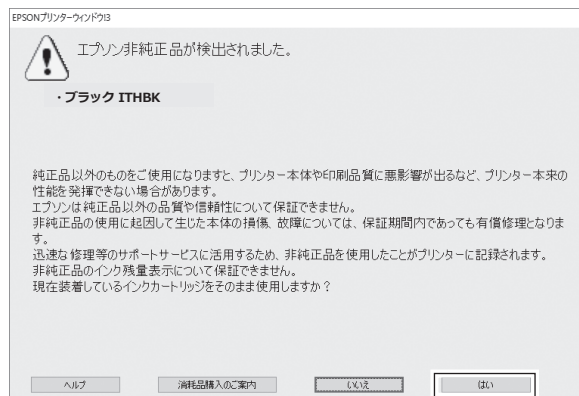 EPSONプリンターウィンドウ!3
エプソン非純正品が検出されました。
・ブラック ITHBK
純正品以外のものをご使用になりますと、プリンター本体や印刷品質に悪影響が出るなど、プリンター本来の
性能を発揮できない場合があります。
エプソンは純正品以外の品質や信頼性について保証できません。
非純正品の使用に起因して生じた本体の損傷、故障については、保証期間内であっても有償修理となりま
す。
迅速な修理等のサポートサービスに活用するため、非純正品を使用したことがプリンターに記録されます。
非純正品のインク残量表示について保証できません。
現在装着しているインクカートリッジをそのまま使用しますか？
ヘルプ 消耗品購入のご案内 いいえ はい